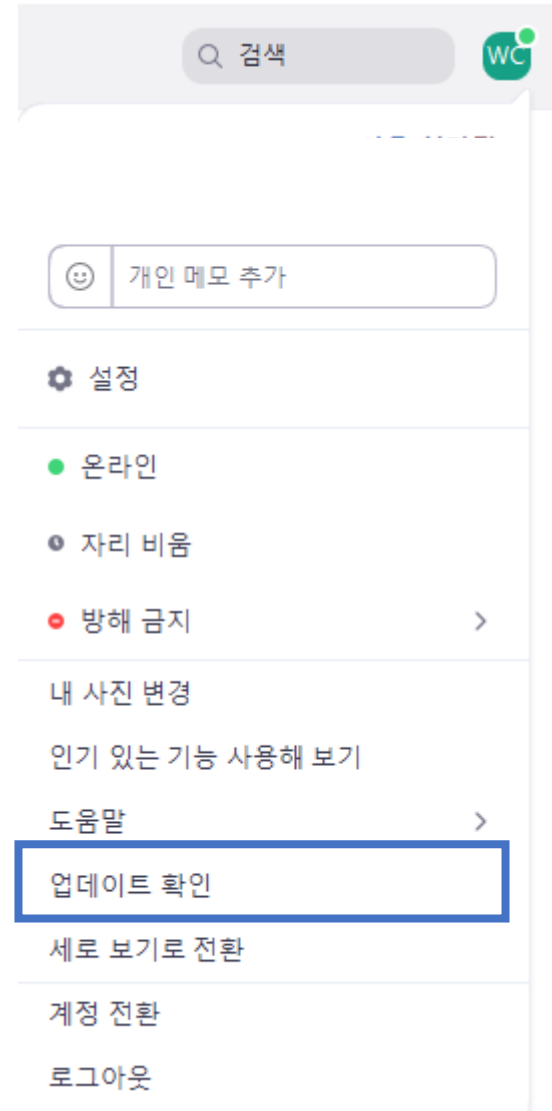 검색
WC
개인 메모 추가
설정
온라인
자리 비움
방해 금지
내 사진 변경
인기 있는 기능 사용해 보기
도움말
업데이트 확인
세로 보기로 전환
계정 전환
로그아웃